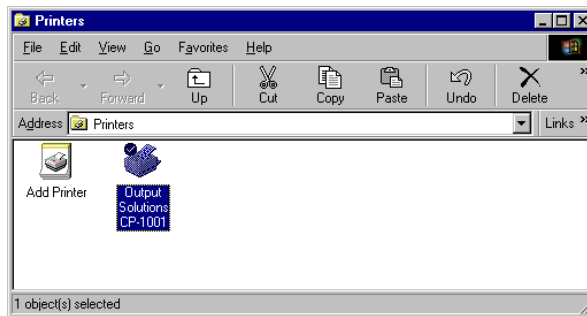 Printers
File Edit View Go Favorites Help
Back Forward Up Cut Copy Paste Undo Delete
Address Printers Links
Add Printer
Output
Solutions
CP-1001
1 object(s) selected